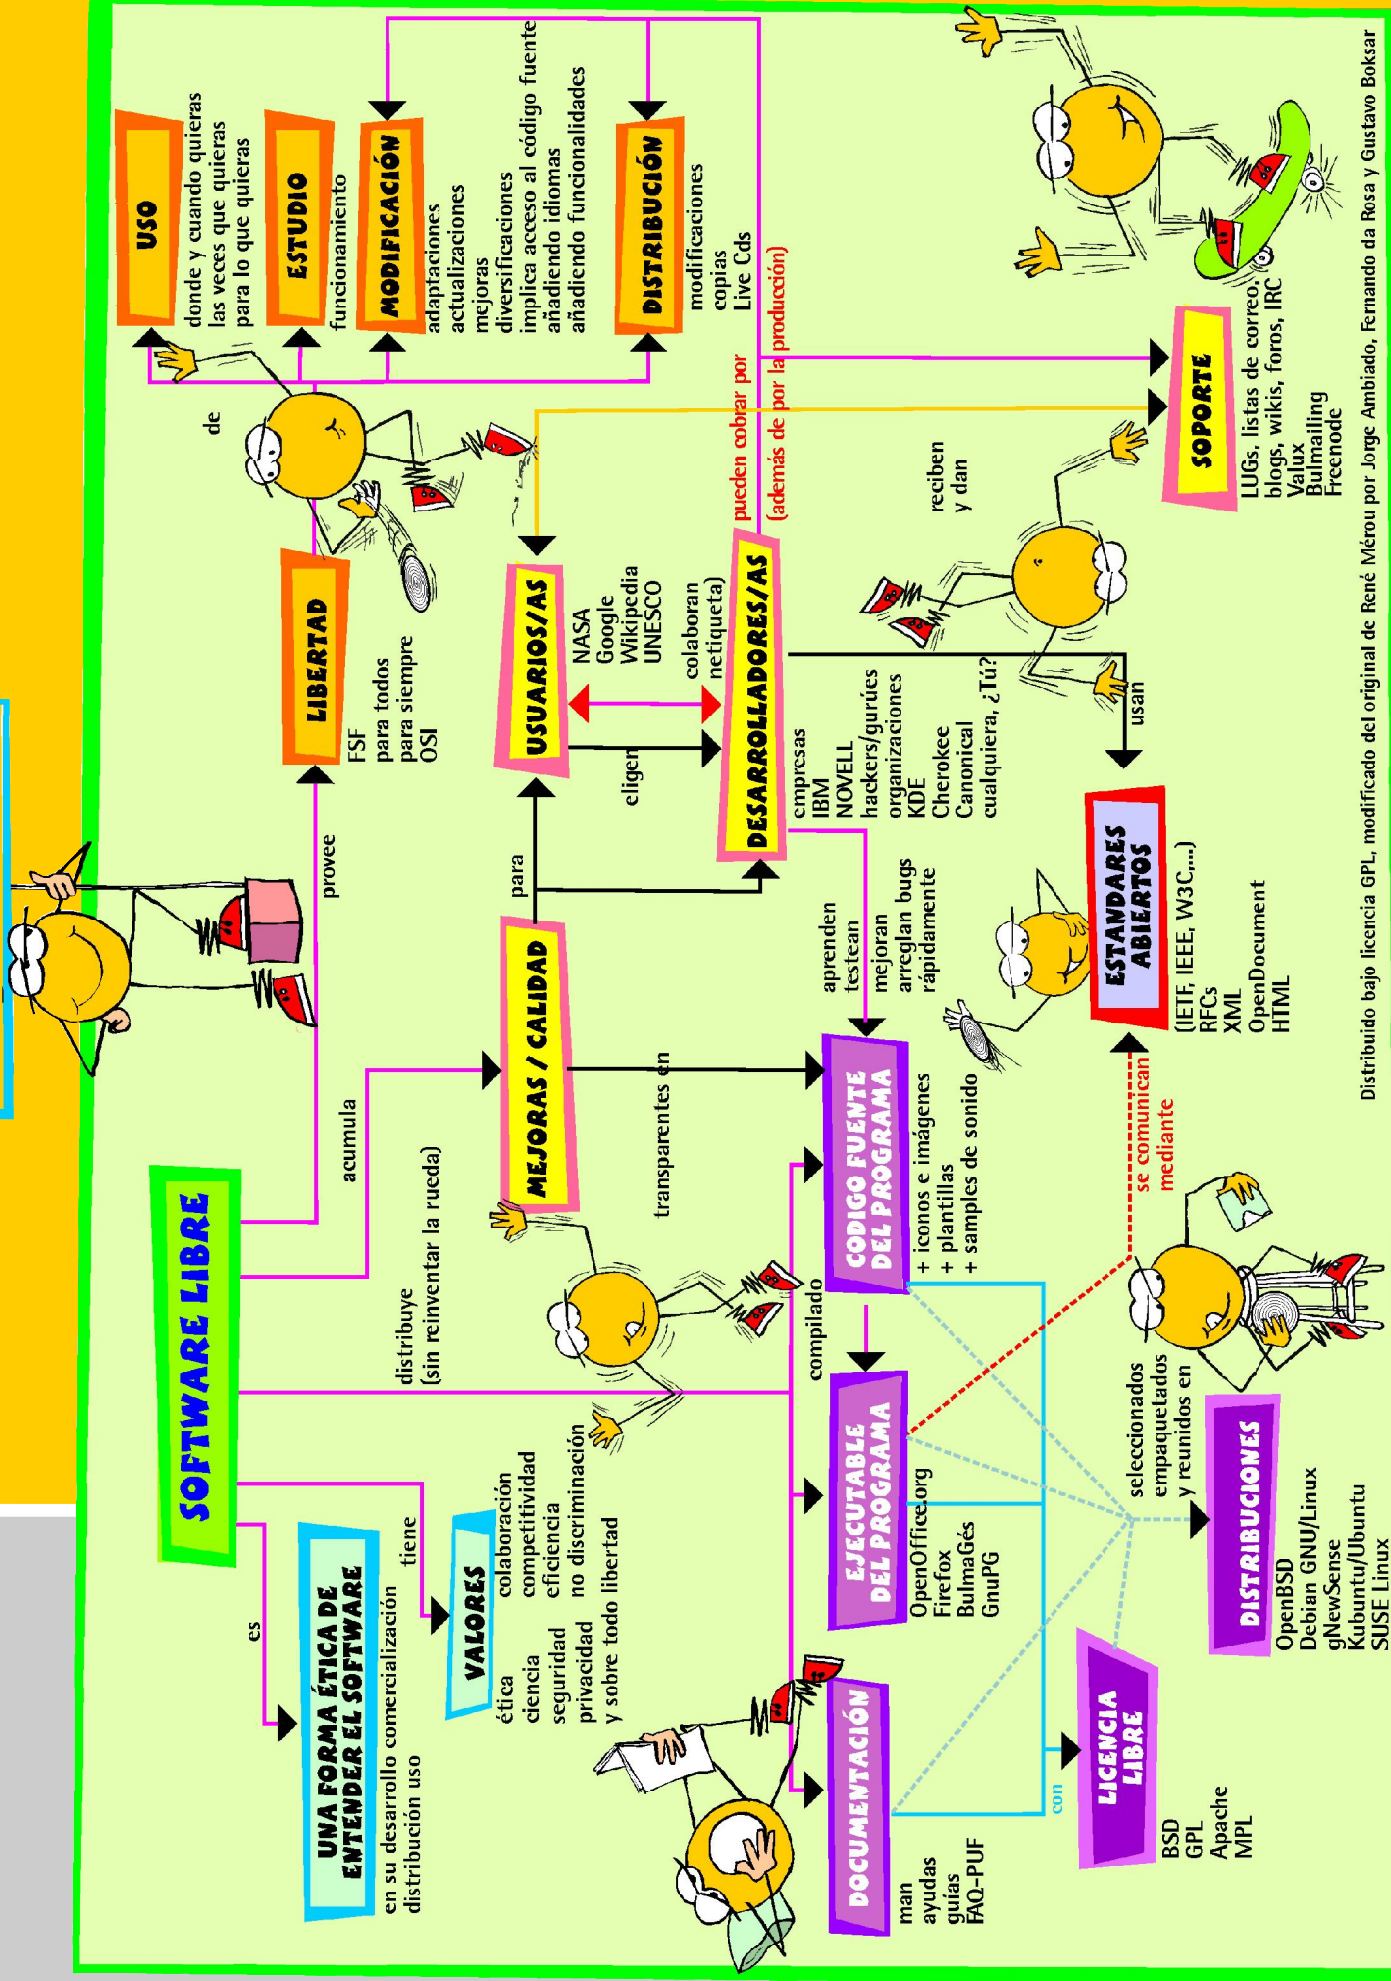 SOFTWARE LIBRE
es
UNA FORMA ÉTICA DE
ENTENDER EL SOFTWARE
en su desarrollo comercialización
distribución uso
tiene
VALORES
ética
ciencia
seguridad
privacidad
y sobre todo libertad
colaboración
competitividad
eficiencia
no discriminación
distribuye
(sin reinventar la rueda)
acumula
provee
LIBERTAD
FSF
para todos
para siempre
OSI
de
USO
donde y cuando quieras
las veces que quieras
para lo que quieras
ESTUDIO
funcionamiento
MODIFICACIÓN
adaptaciones
actualizaciones
mejoras
diversificaciones
implica acceso al código fuente
añadiendo idiomas
añadiendo funcionalidades
DISTRIBUCIÓN
modificaciones
copias
Live Cds
MEJORAS / CALIDAD
para
transparentes en
USUARIOS/AS
NASA
Google
Wikipedia
UNESCO
eligen
colaboran
netiqueta)
DESARROLLADORES/AS
empresas
IBM
NOVELL
hackers/gurúes
organizaciones
KDE
Cherokee
Canonical
cualquiera, ¿Tú?
pueden cobrar por
(además de por la producción)
reciben
y dan
SOPORTE
LUGs, listas de correo.
blogs, wikis, foros, IRC
Valux
Bulmailing
Freenode
usan
aprenden
testean
mejoran
arreglan bugs
rápidamente
ESTANDARES
ABIERTOS
(IETF, IEEE, W3C,...)
RFCs
XML
OpenDocument
HTML
se comunican
mediante
CODIGO FUENTE
DEL PROGRAMA
+ iconos e imágenes
+ plantillas
+ samples de sonido
compilado
EJECUTABLE
DEL PROGRAMA
OpenOffice.org
Firefox
BulmaGés
GnuPG
DOCUMENTACIÓN
man
ayudas
guías
FAQ-PUF
con
LICENCIA
LIBRE
BSD
GPL
Apache
MPL
seleccionados
empaquetados
y reunidos en
DISTRIBUCIONES
OpenBSD
Debian GNU/Linux
gNewSense
Kubuntu/Ubuntu
SUSE Linux
Distribuido bajo licencia GPL, modificado del original de René Mérou por Jorge Ambiado, Fernando da Rosa y Gustavo Boksar